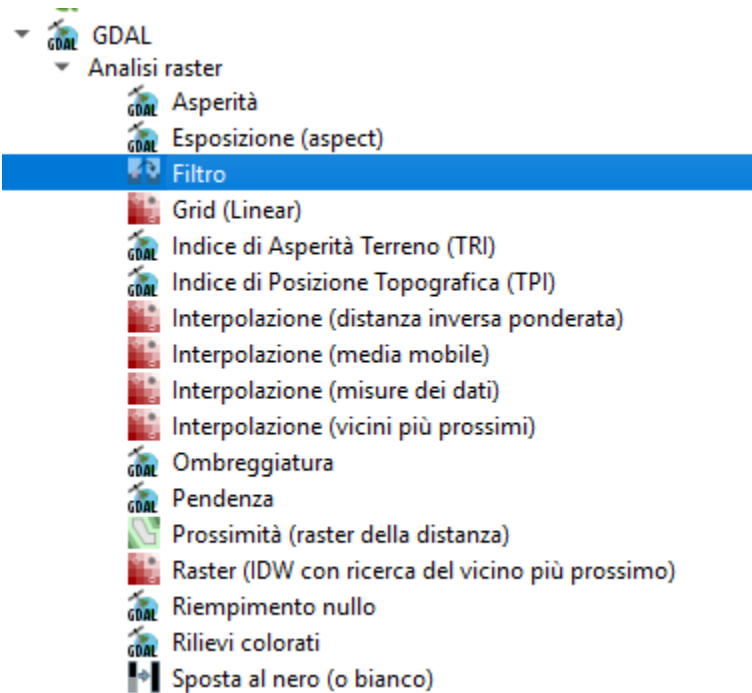 GDAL
Analisi raster
Asperità
Esposizione (aspect)
Filtro
Grid (Linear)
Indice di Asperità Terreno (TRI)
Indice di Posizione Topografica (TPI)
Interpolazione (distanza inversa ponderata)
Interpolazione (media mobile)
Interpolazione (misure dei dati)
Interpolazione (vicini più prossimi)
Ombreggiatura
Pendenza
Prossimità (raster della distanza)
Raster (IDW con ricerca del vicino più prossimo)
Riempimento nullo
Rilievi colorati
Sposta al nero (o bianco)